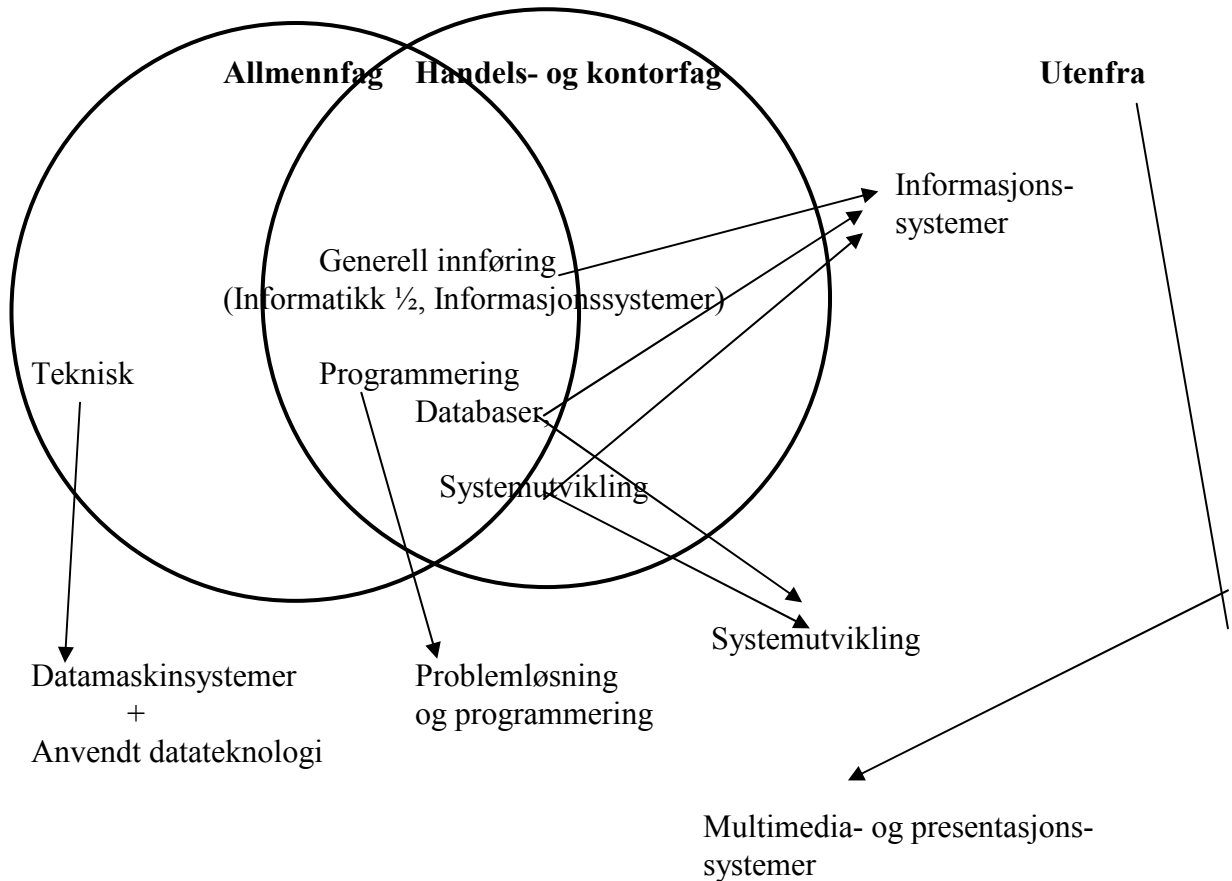 Allmennfag Handels- og kontorfag Utenfra
Informasjons-
systemer
Generell innføring
(Informatikk ½, Informasjonssystemer)
Teknisk Programmering
Databaser,
Systemutvikling
Systemutvikling
Datamaskinsystemer
+
Anvendt datateknologi
Problemløsning
og programmering
Multimedia- og presentasjons-
systemer